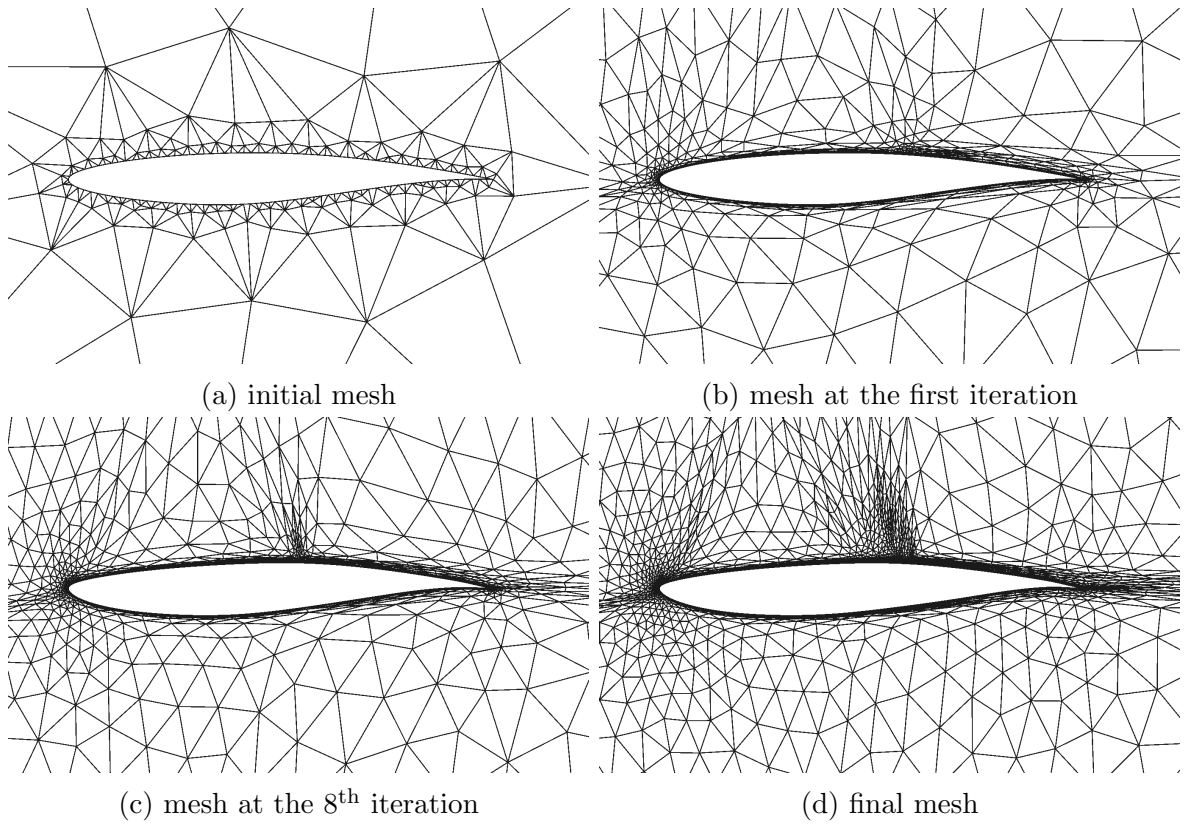 (a) initial mesh
(b) mesh at the first iteration
(c) mesh at the 8th iteration
(d) final mesh